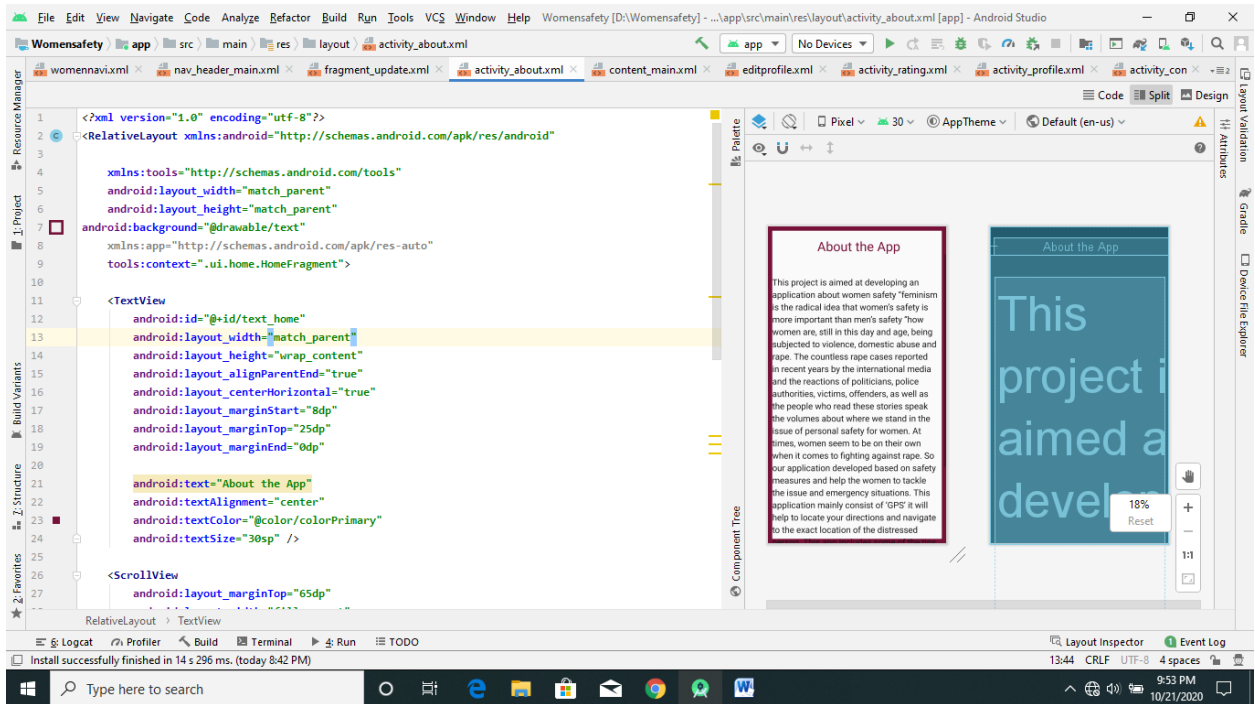 File Edit View Navigate Code Analyze Refactor Build Run Tools VCS Window Help Womensafety [D:\Womensafety] - ...\app\src\main\res\layout\activity_about.xml [app] - Android Studio
Womensafety app src main res layout activity_about.xml
app No Devices
womennavi.xml nav_header_main.xml fragment_update.xml activity_about.xml content_main.xml editprofile.xml activity_rating.xml activity_profile.xml activity_con 2
Code Split Design
Resource Manager
1: Project
Build Variants
Z: Structure
2: Favorites
1 <?xml version="1.0" encoding="utf-8"?>
2 <RelativeLayout xmlns:android="http://schemas.android.com/apk/res/android"
3
4 xmlns:tools="http://schemas.android.com/tools"
5 android:layout_width="match_parent"
6 android:layout_height="match_parent"
7 android:background="@drawable/text"
8 xmlns:app="http://schemas.android.com/apk/res-auto"
9 tools:context=".ui.home.HomeFragment">
10
11 <TextView
12 android:id="@+id/text_home"
13 android:layout_width="match_parent"
14 android:layout_height="wrap_content"
15 android:layout_alignParentEnd="true"
16 android:layout_centerHorizontal="true"
17 android:layout_marginStart="8dp"
18 android:layout_marginTop="25dp"
19 android:layout_marginEnd="0dp"
20
21 android:text="About the App"
22 android:textAlignment="center"
23 android:textColor="@color/colorPrimary"
24 android:textSize="30sp" />
25
26 <ScrollView
27 android:layout_marginTop="65dp"
RelativeLayout TextView
Palette
Component Tree
Pixel 30 AppTheme Default (en-us)
About the App
This project is aimed at developing an
application about women safety "feminism
is the radical idea that women's safety is
more important than men's safety "how
women are, still in this day and age, being
subjected to violence, domestic abuse and
rape. The countless rape cases reported
in recent years by the international media
and the reactions of politicians, police
authorities, victims, offenders, as well as
the people who read these stories speak
the volumes about where we stand in the
issue of personal safety for women. At
times, women seem to be on their own
when it comes to fighting against rape. So
our application developed based on safety
measures and help the women to tackle
the issue and emergency situations. This
application mainly consist of 'GPS' it will
help to locate your directions and navigate
to the exact location of the distressed
About the App
This
project i
aimed a
develop
18%
Reset
1:1
Attributes
Layout Validation
Gradle
Device File Explorer
6: Logcat Profiler Build Terminal 4: Run TODO Layout Inspector 1 Event Log
Install successfully finished in 14 s 296 ms. (today 8:42 PM) 13:44 CRLF UTF-8 4 spaces
Type here to search
9:53 PM
10/21/2020